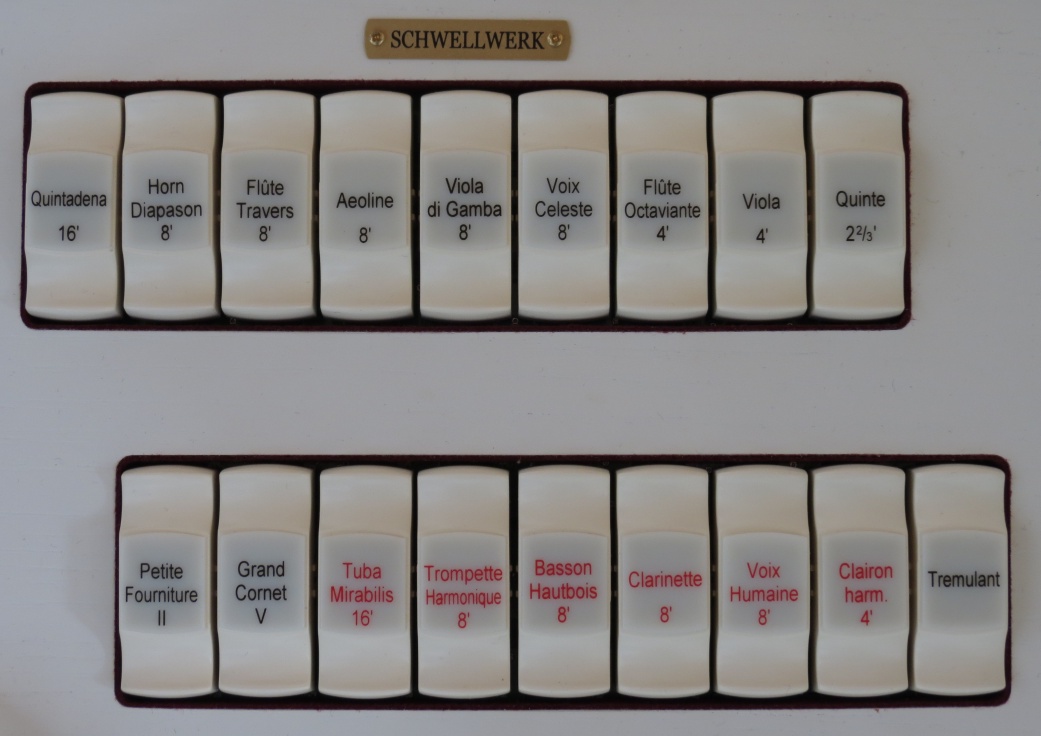 SCHWELLWERK
Quintadena
16'
Horn
Diapason
8'
Flûte
Travers
8'
Aeoline
8'
Viola
di Gamba
8'
Voix
Celeste
8'
Flûte
Octaviante
4'
Viola
4'
Quinte
2⅔'
Petite
Fourniture
II
Grand
Cornet
V
Tuba
Mirabilis
16'
Trompette
Harmonique
8'
Basson
Hautbois
8'
Clarinette
8'
Voix
Humaine
8'
Clairon
harm.
4'
Tremulant